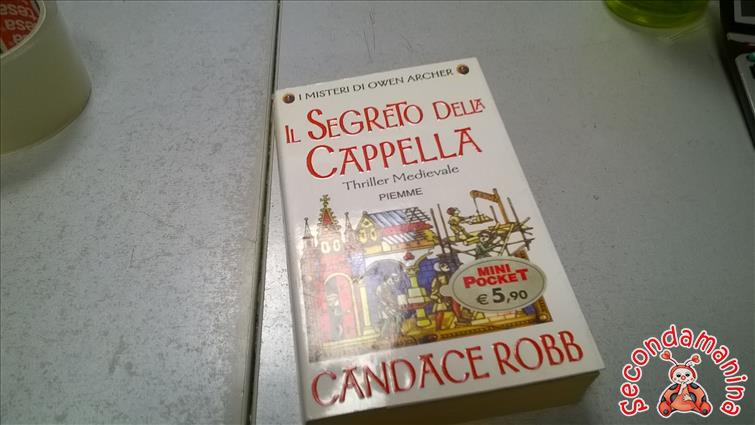 I MISTERI DI OWEN ARCHER
IL SEGRETO DELLA
CAPPELLA
Thriller Medievale
PIEMME
MINI
POCKET
€ 5,90
CANDACE ROBB
secondamanina